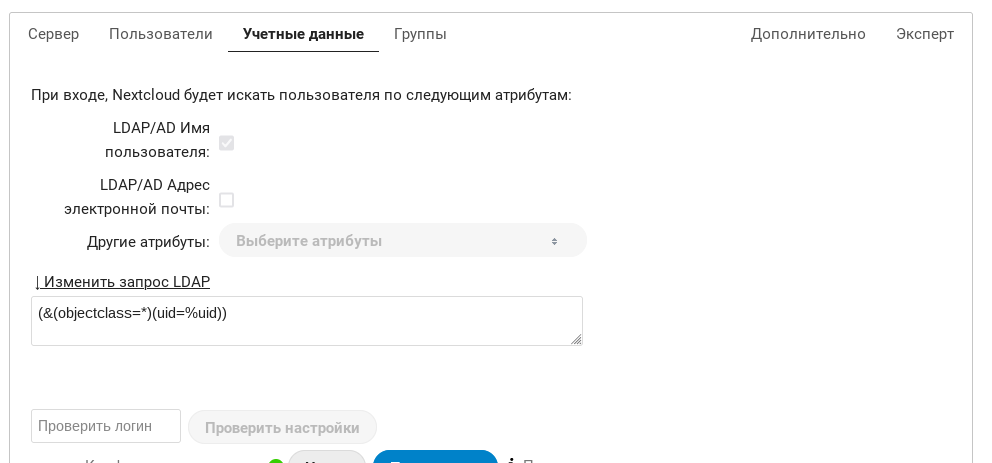 Сервер Пользователи Учетные данные Группы Дополнительно Эксперт
При входе, Nextcloud будет искать пользователя по следующим атрибутам:
LDAP/AD Имя
пользователя:
LDAP/AD Адрес
электронной почты:
Другие атрибуты: Выберите атрибуты
↓ Изменить запрос LDAP
(&(objectclass=*)(uid=%uid))
Проверить логин Проверить настройки